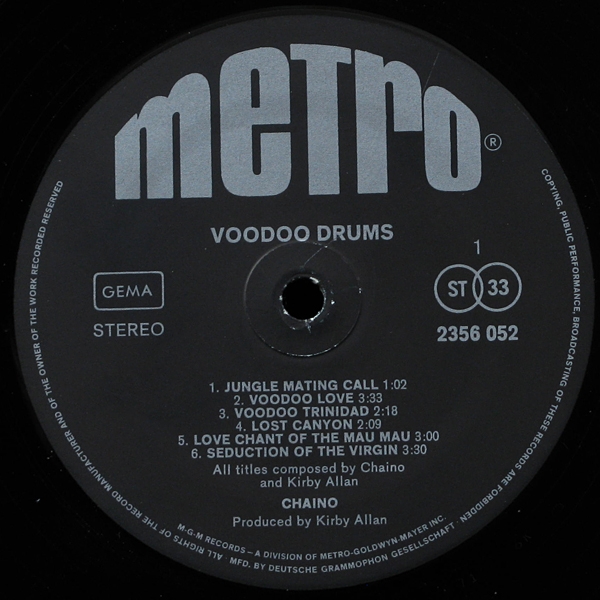 metro®
VOODOO DRUMS
1
GEMA
ST 33
STEREO
2356 052
1. JUNGLE MATING CALL 1:02
2. VOODOO LOVE 3:33
3. VOODOO TRINIDAD 2:18
4. LOST CANYON 2:09
5. LOVE CHANT OF THE MAU MAU 3:00
6. SEDUCTION OF THE VIRGIN 3:30
All titles composed by Chaino
and Kirby Allan
CHAINO
Produced by Kirby Allan
M-G-M RECORDS – A DIVISION OF METRO-GOLDWYN-MAYER INC.
MFD. BY DEUTSCHE GRAMMOPHON GESELLSCHAFT · ALL RIGHTS OF THE RECORD MANUFACTURER AND OF THE OWNER OF THE WORK RECORDED RESERVED
COPYING, PUBLIC PERFORMANCE, BROADCASTING OF THESE RECORDS ARE FORBIDDEN